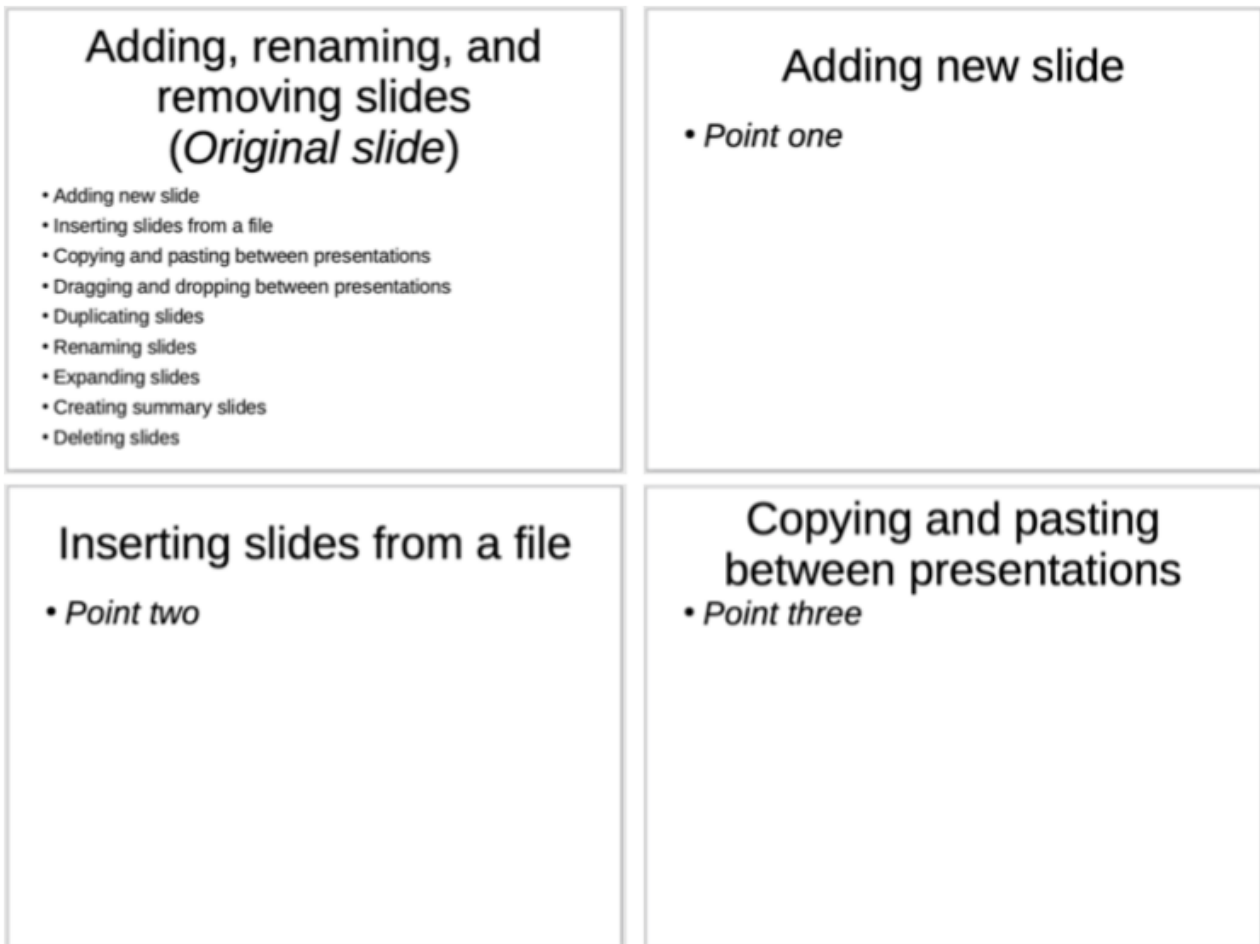 Adding, renaming, and
removing slides
(Original slide)
• Adding new slide
• Inserting slides from a file
• Copying and pasting between presentations
• Dragging and dropping between presentations
• Duplicating slides
• Renaming slides
• Expanding slides
• Creating summary slides
• Deleting slides
Adding new slide
• Point one
Inserting slides from a file
• Point two
Copying and pasting
between presentations
• Point three